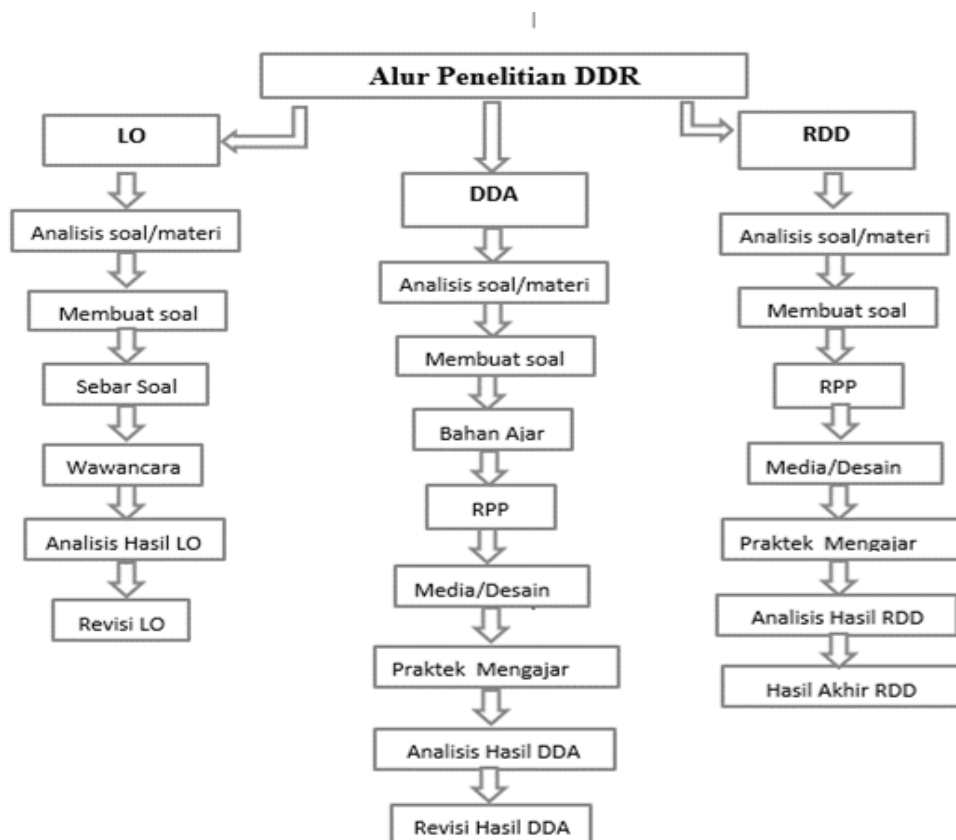 Alur Penelitian DDR
LO
Analisis soal/materi
Membuat soal
Sebar Soal
Wawancara
Analisis Hasil LO
Revisi LO
DDA
Analisis soal/materi
Membuat soal
Bahan Ajar
RPP
Media/Desain
Praktek Mengajar
Analisis Hasil DDA
Revisi Hasil DDA
RDD
Analisis soal/materi
Membuat soal
RPP
Media/Desain
Praktek Mengajar
Analisis Hasil RDD
Hasil Akhir RDD